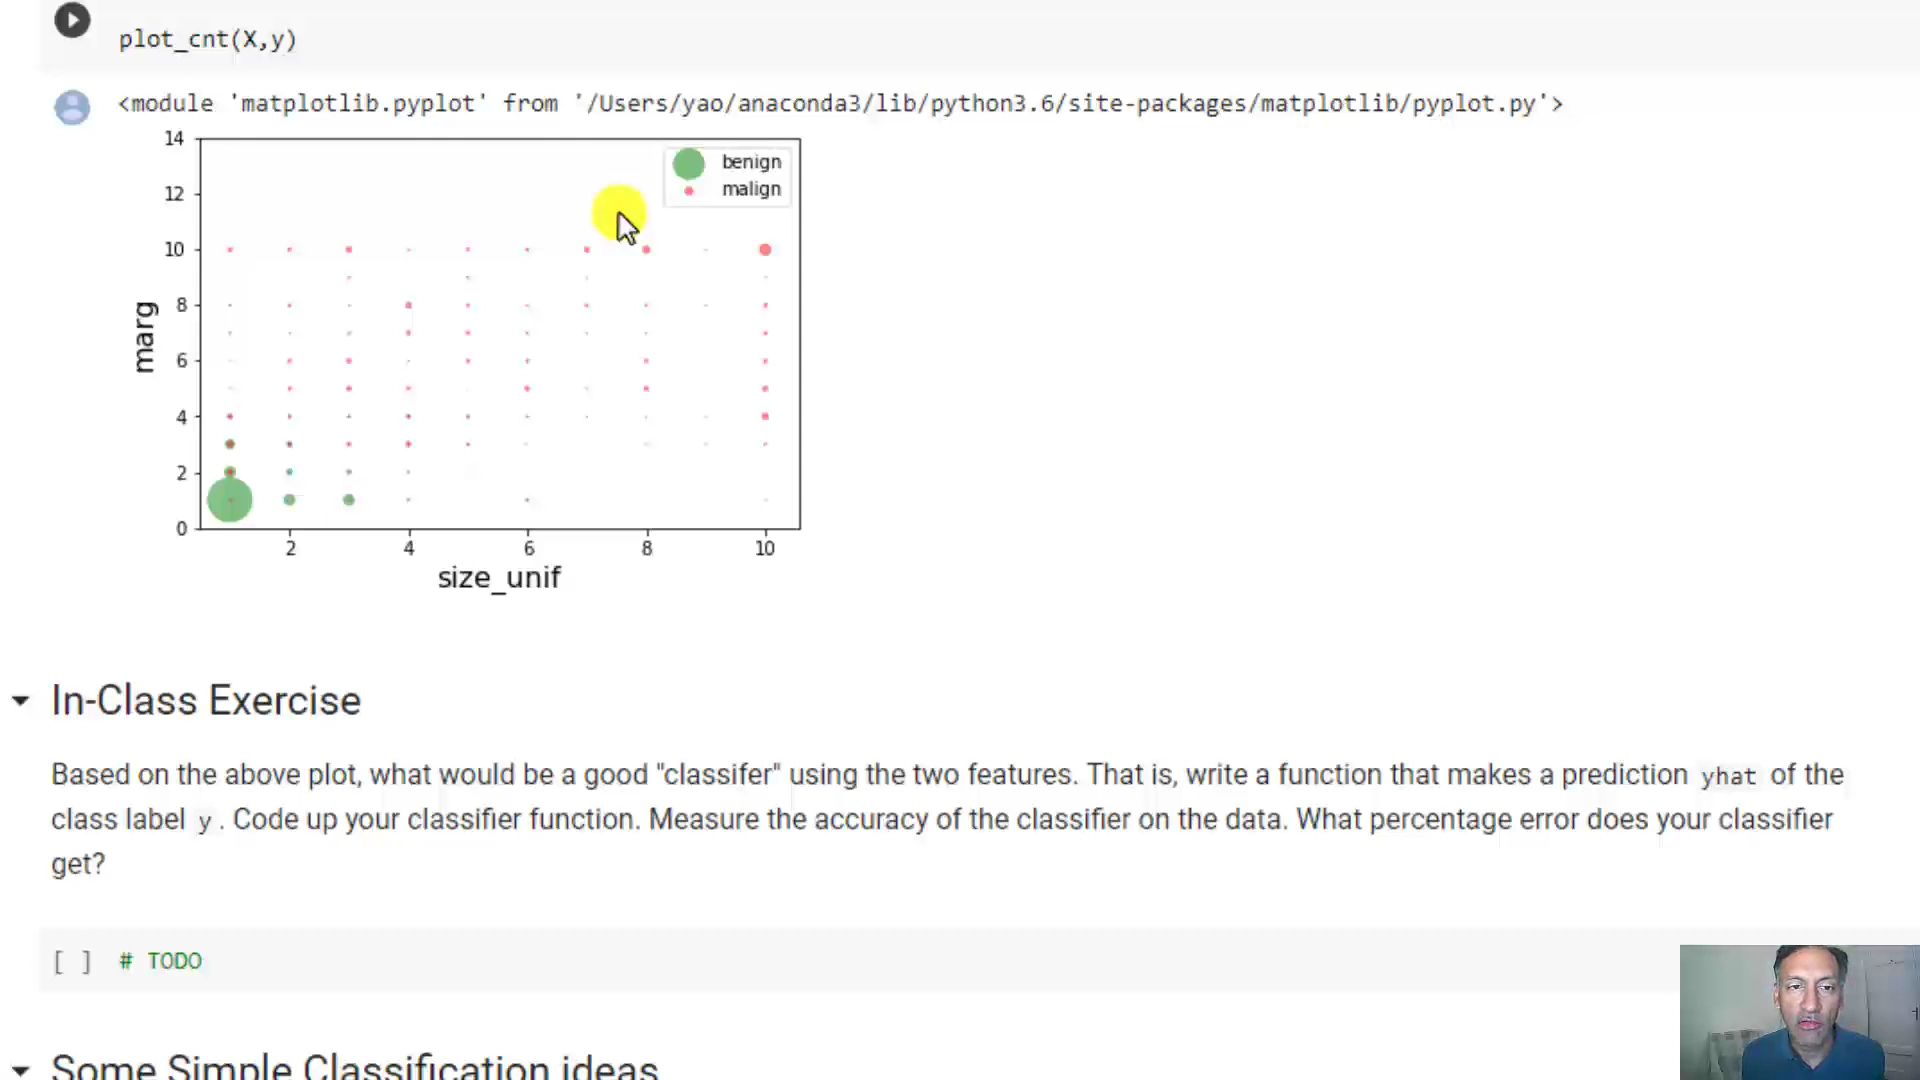 plot_cnt(X,y)
<module 'matplotlib.pyplot' from '/Users/yao/anaconda3/lib/python3.6/site-packages/matplotlib/pyplot.py'>
14
12
10
8
6
4
2
0
marg
benign
malign
2 4 6 8 10
size_unif
In-Class Exercise
Based on the above plot, what would be a good "classifer" using the two features. That is, write a function that makes a prediction yhat of the
class label y. Code up your classifier function. Measure the accuracy of the classifier on the data. What percentage error does your classifier
get?
[ ] # TODO
Some Simple Classification ideas